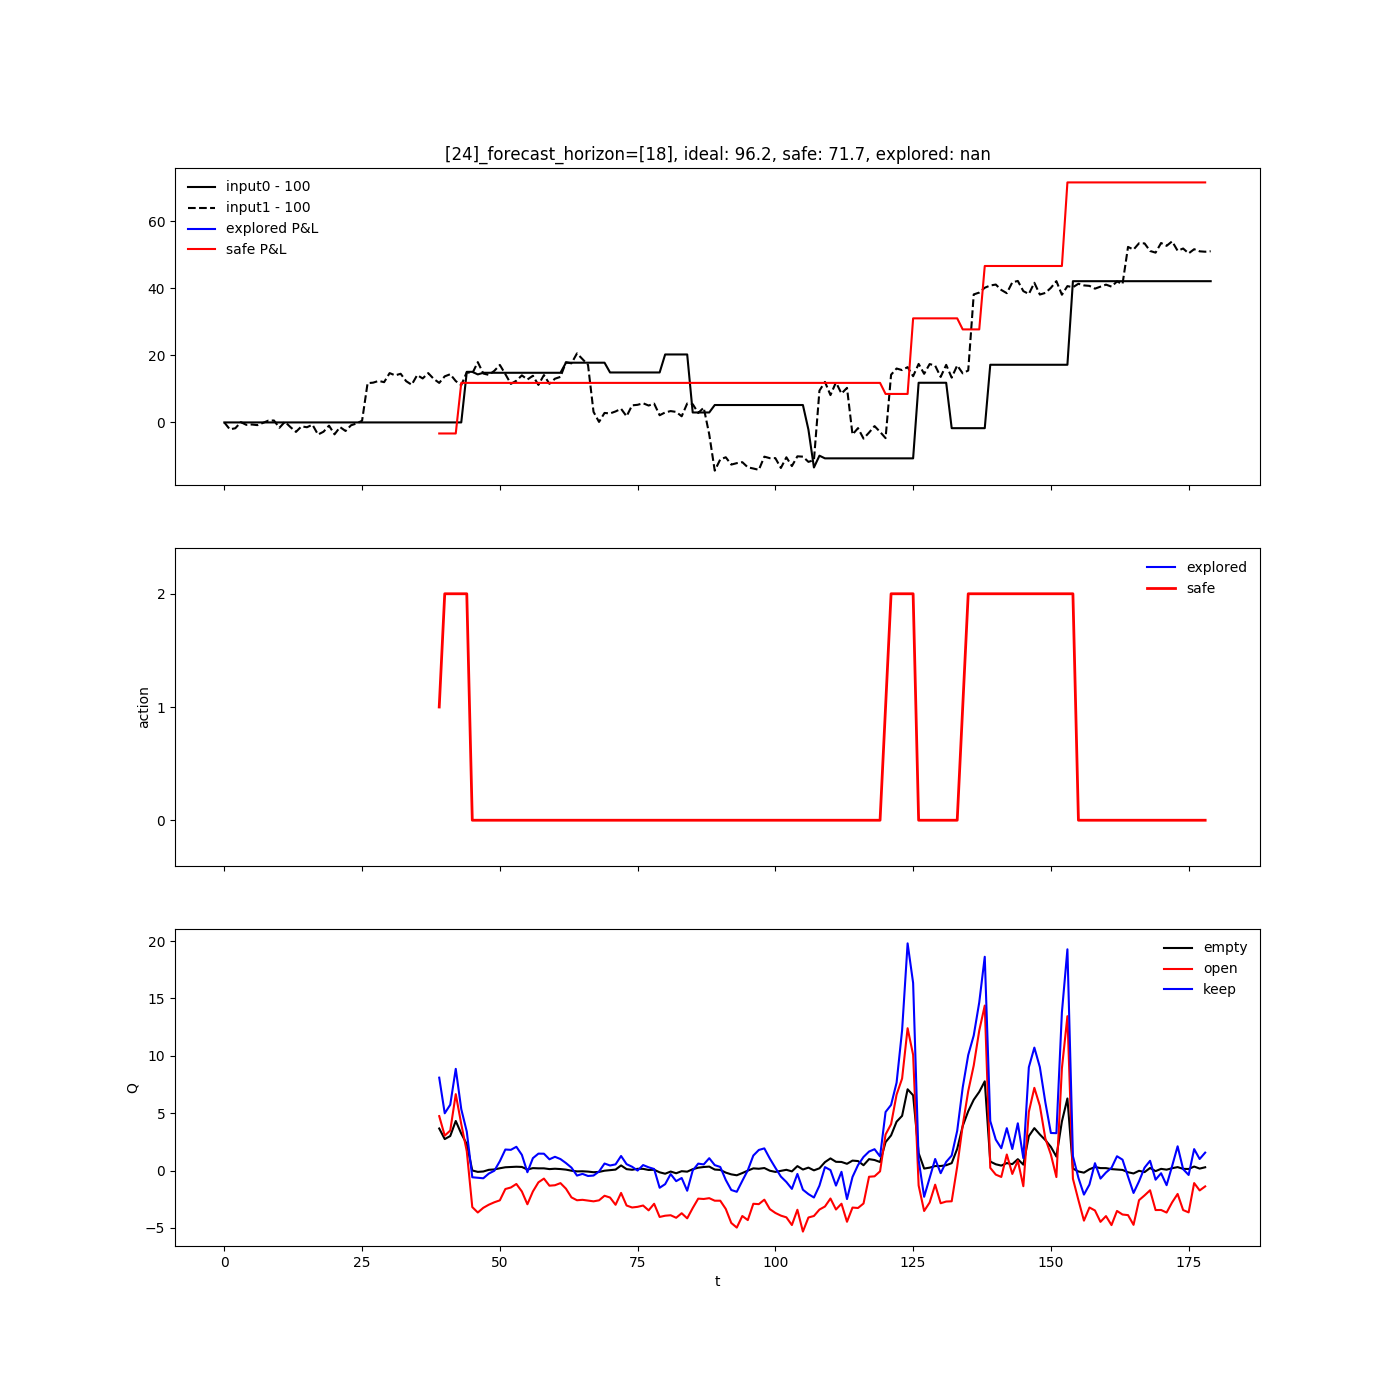 [24]_forecast_horizon=[18], ideal: 96.2, safe: 71.7, explored: nan
input0 - 100
input1 - 100
explored P&L
safe P&L
60
40
20
0
explored
safe
2
1
0
action
empty
open
keep
20
15
10
5
0
−5
Q
0 25 50 75 100 125 150 175
t